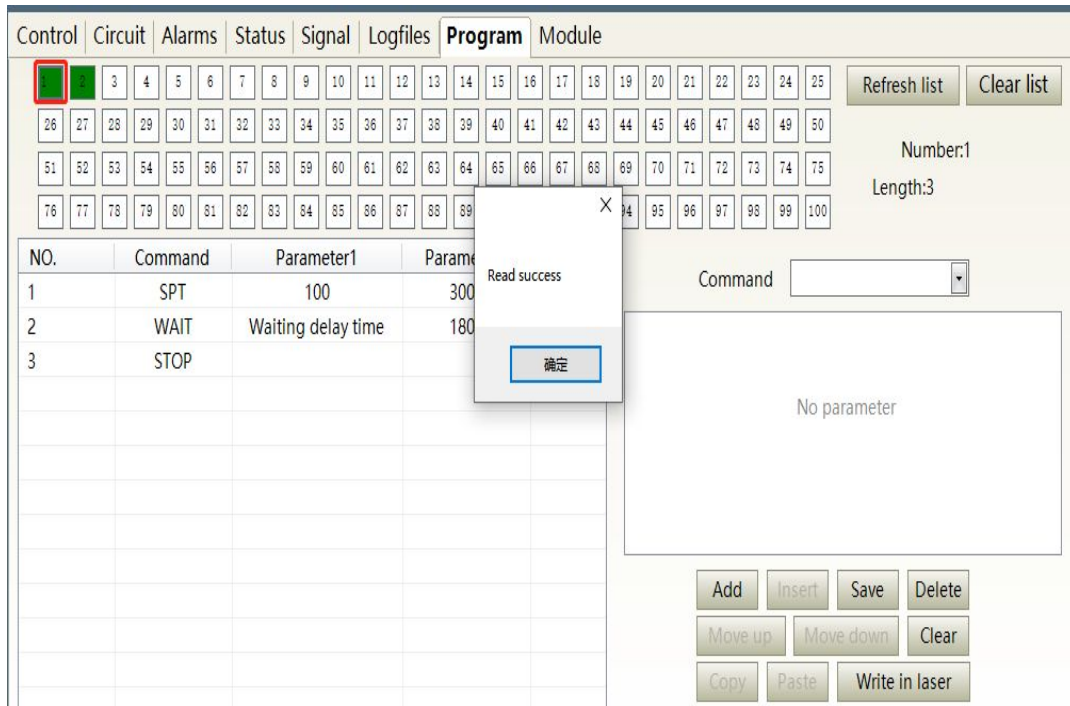 Control Circuit Alarms Status Signal Logfiles Program Module
1 2 3 4 5 6 7 8 9 10 11 12 13 14 15 16 17 18 19 20 21 22 23 24 25 Refresh list Clear list
26 27 28 29 30 31 32 33 34 35 36 37 38 39 40 41 42 43 44 45 46 47 48 49 50
Number:1
51 52 53 54 55 56 57 58 59 60 61 62 63 64 65 66 67 68 69 70 71 72 73 74 75
Length:3
76 77 78 79 80 81 82 83 84 85 86 87 88 89 X 94 95 96 97 98 99 100
NO. Command Parameter1 Parame
Read success
Command
1 SPT 100 300
2 WAIT Waiting delay time 180
3 STOP
确定
No parameter
Add Insert Save Delete
Move up Move down Clear
Copy Paste Write in laser